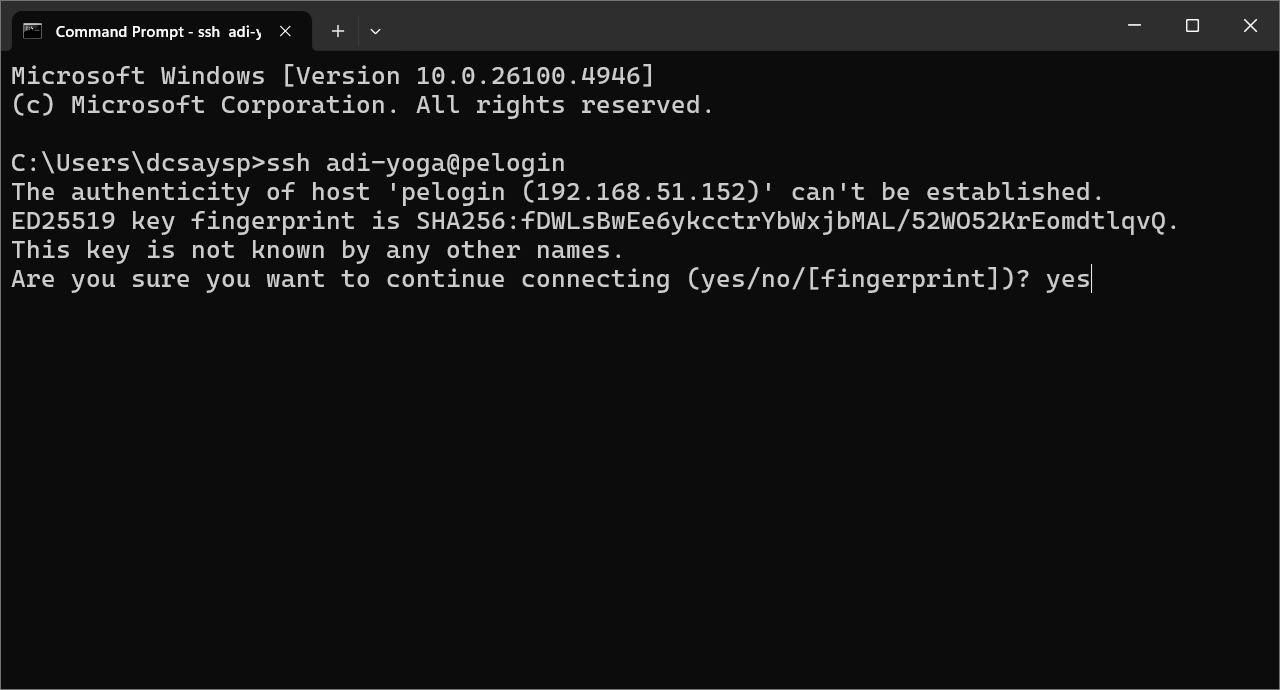 Command Prompt - ssh adi-y
Microsoft Windows [Version 10.0.26100.4946]
(c) Microsoft Corporation. All rights reserved.
C:\Users\dcsaysp>ssh adi-yoga@pelogin
The authenticity of host 'pelogin (192.168.51.152)' can't be established.
ED25519 key fingerprint is SHA256:fDWLsBwEe6ykcctrYbWxjbMAL/52WO52KrEomdtlqvQ.
This key is not known by any other names.
Are you sure you want to continue connecting (yes/no/[fingerprint])? yes